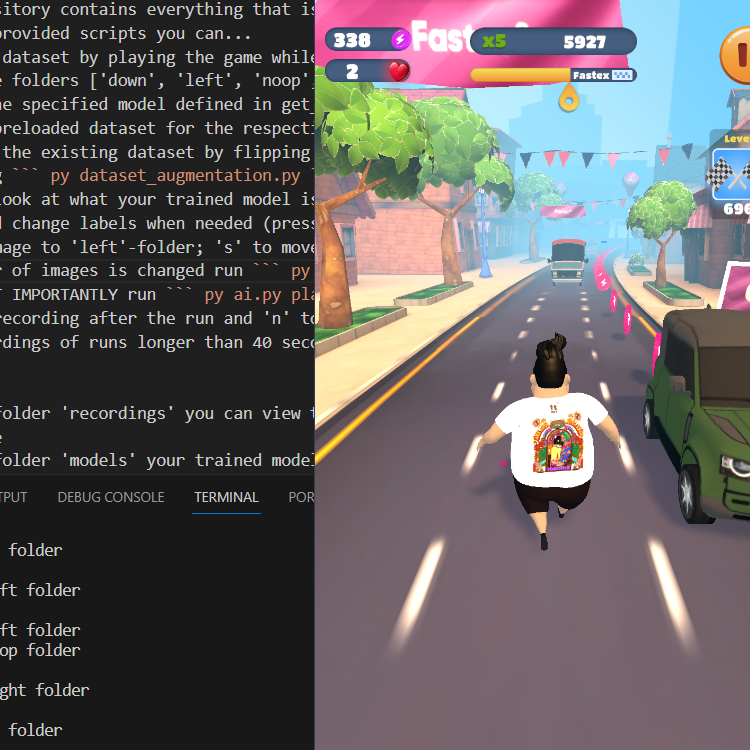 sitory contains everything that is
provided scripts you can...
dataset by playing the game while
e folders ['down', 'left', 'noop',
he specified model defined in get_
preloaded dataset for the respecti
the existing dataset by flipping
g ``` py dataset_augmentation.py `
look at what your trained model is
d change labels when needed (press
mage to 'left'-folder; 's' to move
r of images is changed run ``` py
T IMPORTANTLY run ``` py ai.py pla
recording after the run and 'n' to
rdings of runs longer than 40 seco
folder 'recordings' you can view t
e
folder 'models' your trained model
TPUT DEBUG CONSOLE TERMINAL POR
folder
ft folder
ft folder
op folder
ght folder
folder
338
Fast
x5 5927
2
Fastex
Leve
696